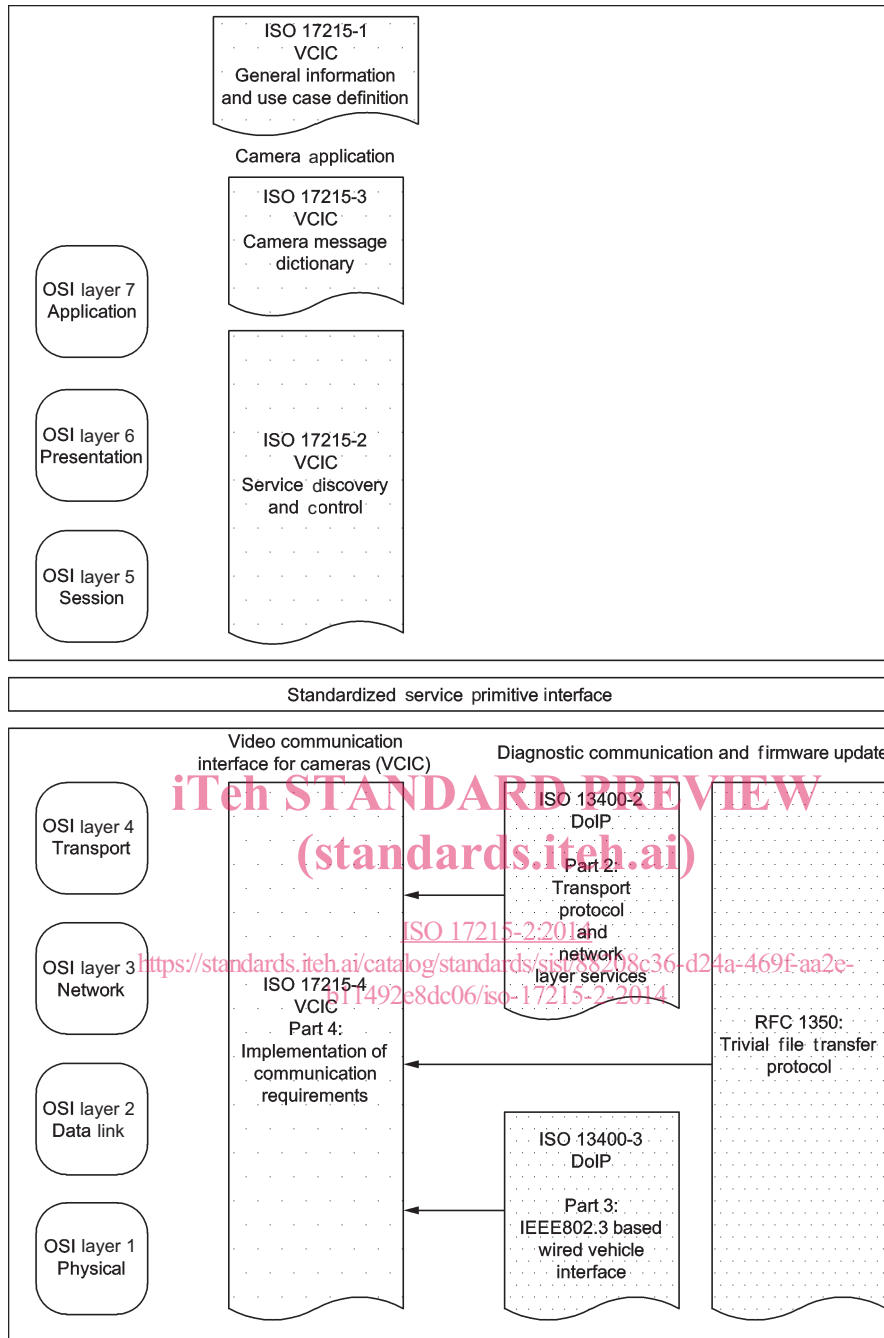 ISO 17215-1
VCIC
General information
and use case definition
Camera application
ISO 17215-3
VCIC
Camera message
dictionary
OSI layer 7
Application
OSI layer 6
Presentation
ISO 17215-2
VCIC
Service discovery
and control
OSI layer 5
Session
Standardized service primitive interface
Video communication
interface for cameras (VCIC)
Diagnostic communication and firmware update
iTeh STANDARD PREVIEW
(standards.iteh.ai)
ISO 17215-2:2014
https://standards.iteh.ai/catalog/standards/sist/88208c36-d24a-469f-aa2e-
b11492e8dc06/iso-17215-2-2014
OSI layer 4
Transport
ISO 13400-2
DoIP
Part 2:
Transport
protocol
and
network
layer services
OSI layer 3
Network
ISO 17215-4
VCIC
Part 4:
Implementation of
communication
requirements
RFC 1350:
Trivial file transfer
protocol
OSI layer 2
Data link
ISO 13400-3
DoIP
Part 3:
IEEE802.3 based
wired vehicle
interface
OSI layer 1
Physical